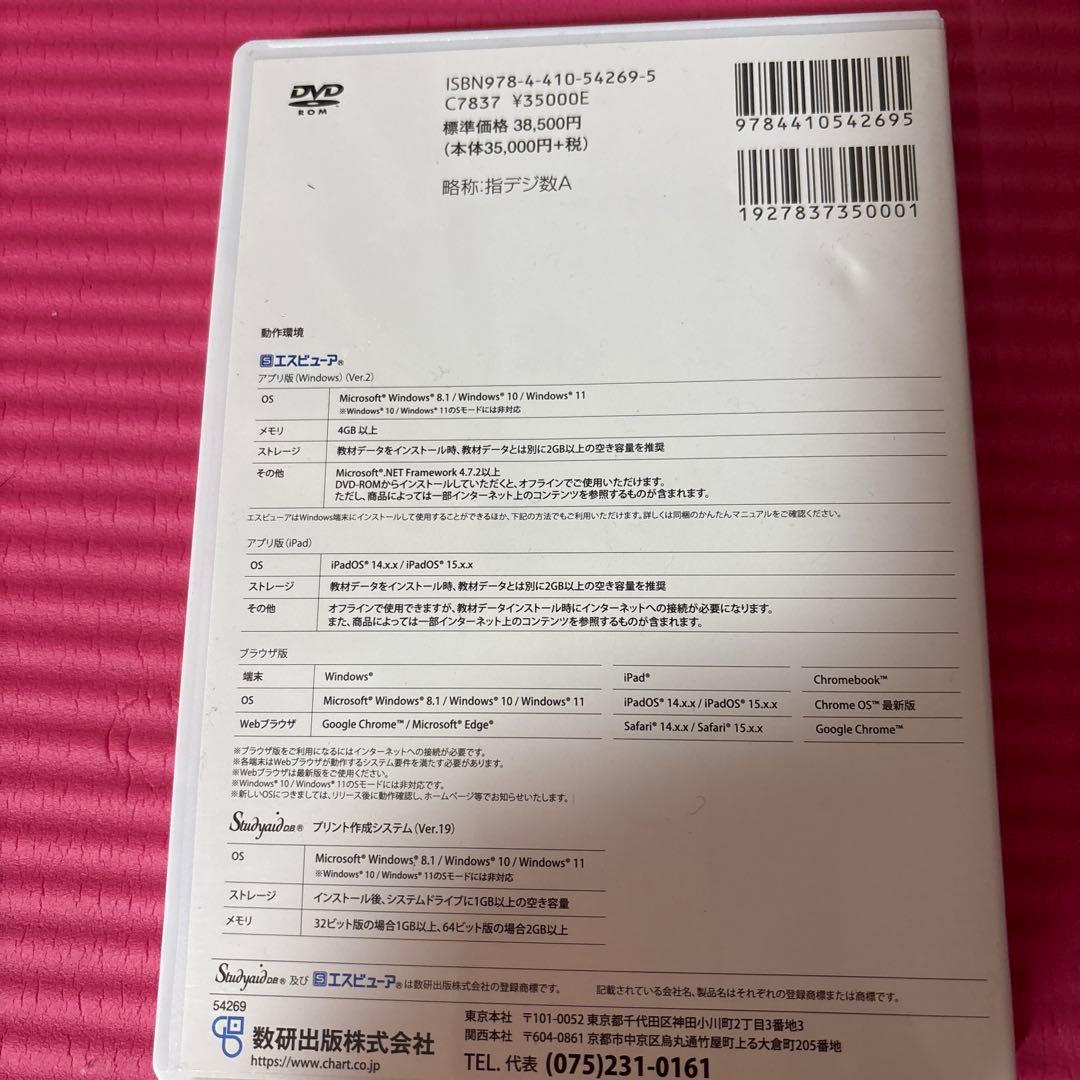 DVD
ROM
ISBN978-4-410-54269-5
C7837 ¥35000E
標準価格 38,500円
(本体35,000円+税)
略称:指デジ数A
9784410542695
1927837350001
動作環境
Sエスビューア®
アプリ版(Windows)(Ver.2)
OS Microsoft® Windows® 8.1 / Windows® 10 / Windows® 11
※Windows® 10 / Windows® 11のSモードには非対応
メモリ 4GB 以上
ストレージ 教材データをインストール時、教材データとは別に2GB以上の空き容量を推奨
その他 Microsoft®.NET Framework 4.7.2以上
DVD-ROMからインストールしていただくと、オフラインでご使用いただけます。
ただし、商品によっては一部インターネット上のコンテンツを参照するものが含まれます。
エスビューアはWindows端末にインストールして使用することができるほか、下記の方法でもご利用いただけます。詳しくは同梱のかんたんマニュアルをご確認ください。
アプリ版(iPad)
OS iPadOS® 14.x.x / iPadOS® 15.x.x
ストレージ 教材データをインストール時、教材データとは別に2GB以上の空き容量を推奨
その他 オフラインで使用できますが、教材データインストール時にインターネットへの接続が必要になります。
また、商品によっては一部インターネット上のコンテンツを参照するものが含まれます。
ブラウザ版
端末 Windows® iPad® Chromebook™
OS Microsoft® Windows® 8.1 / Windows® 10 / Windows® 11 iPadOS® 14.x.x / iPadOS® 15.x.x Chrome OS™ 最新版
Webブラウザ Google Chrome™ / Microsoft® Edge® Safari® 14.x.x / Safari® 15.x.x Google Chrome™
※ブラウザ版をご利用になるにはインターネットへの接続が必要です。
※各端末はWebブラウザが動作するシステム要件を満たす必要があります。
※Webブラウザは最新版をご使用ください。
※Windows® 10 / Windows® 11のSモードには非対応です。
※新しいOSにつきましては、リリース後に動作確認し、ホームページ等でお知らせいたします。
Studyaid D.B.® プリント作成システム(Ver.19)
OS Microsoft® Windows® 8.1 / Windows® 10 / Windows® 11
※Windows® 10 / Windows® 11のSモードには非対応
ストレージ インストール後、システムドライブに1GB以上の空き容量
メモリ 32ビット版の場合1GB以上、64ビット版の場合2GB以上
Studyaid D.B.® 及び Sエスビューア®は数研出版株式会社の登録商標です。 記載されている会社名、製品名はそれぞれの登録商標または商標です。
54269
数研出版株式会社
https://www.chart.co.jp
東京本社 〒101-0052 東京都千代田区神田小川町2丁目3番地3
関西本社 〒604-0861 京都市中京区烏丸通竹屋町上る大倉町205番地
TEL. 代表 (075)231-0161